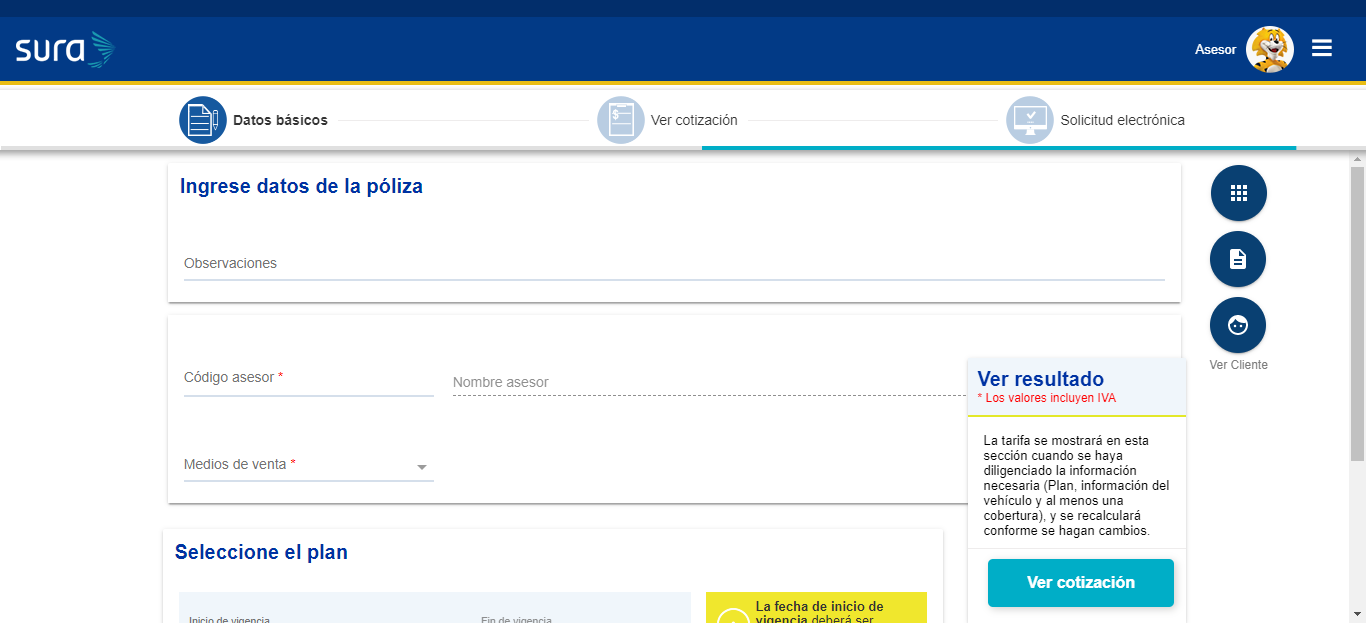 sura
Asesor
Datos básicos
Ver cotización
Solicitud electrónica
Ingrese datos de la póliza
Observaciones
Ver Cliente
Código asesor *
Nombre asesor
Medios de venta *
Ver resultado
* Los valores incluyen IVA
La tarifa se mostrará en esta
sección cuando se haya
diligenciado la información
necesaria (Plan, información del
vehículo y al menos una
cobertura), y se recalculará
conforme se hagan cambios.
Ver cotización
Seleccione el plan
Inicio de vigencia
Fin de vigencia
La fecha de inicio de
vigencia deberá ser